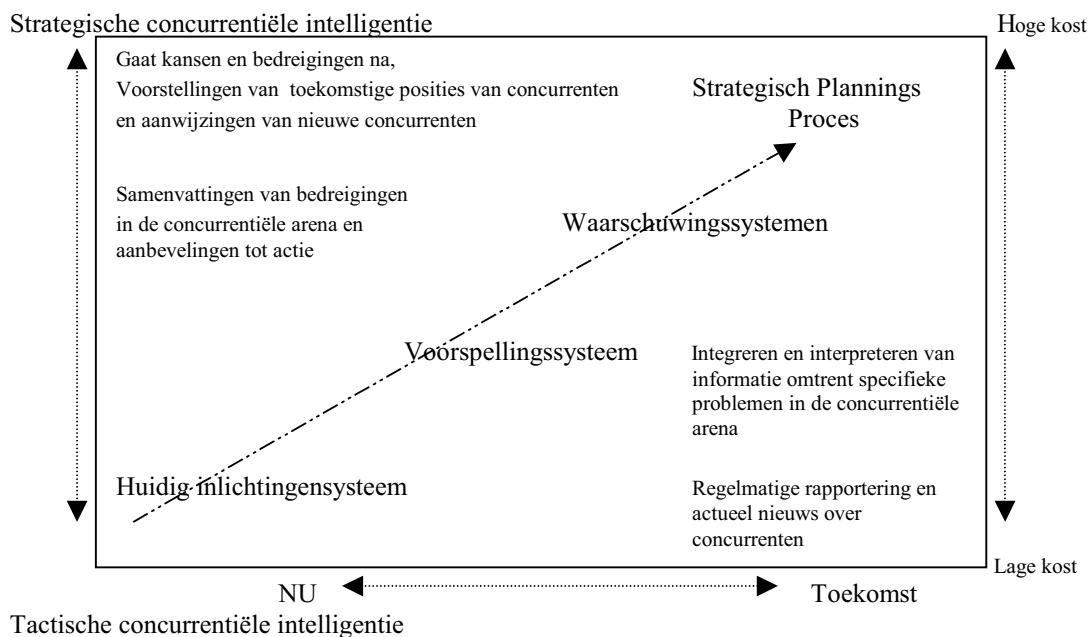 Strategische concurrentiële intelligentie
Hoge kost
Gaat kansen en bedreigingen na,
Voorstellingen van toekomstige posities van concurrenten
en aanwijzingen van nieuwe concurrenten
Strategisch Plannings
Proces
Samenvattingen van bedreigingen
in de concurrentiële arena en
aanbevelingen tot actie
Waarschuwingssystemen
Voorspellingssysteem
Integreren en interpreteren van
informatie omtrent specifieke
problemen in de concurrentiële
arena
Huidig inlichtingensysteem
Regelmatige rapportering en
actueel nieuws over
concurrenten
Lage kost
NU
Toekomst
Tactische concurrentiële intelligentie